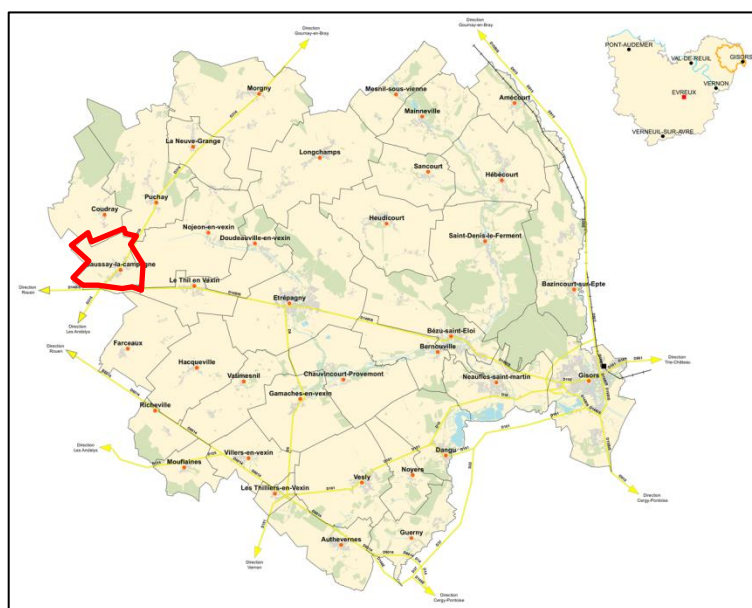 Direction
Gournay-en-Bray
Direction
Gournay-en-Bray
PONT-AUDEMER
VAL-DE-REUIL
GISORS
VERNON
EVREUX
VERNEUIL-SUR-AVRE
Morgny
Mesnil-sous-vienne
Mainneville
Amécourt
La Neuve-Grange
Longchamps
Sancourt
Hébécourt
Puchay
Coudray
Nojeon-en-vexin
Doudeauville-en-vexin
Heudicourt
Saint-Denis-le-Ferment
aussay-la-campagne
Le Thil en Vexin
Bazincourt-sur-Epte
Direction
Rouen
Direction
Les Andelys
Etrépagny
Bézu-saint-Eloi
Bernouville
Direction
Trie-Château
Farceaux
Direction
Rouen
Hacqueville
Vatimesnil
Chauvincourt-Provemont
Neaufles-saint-martin
Gisors
Gamaches-en-vexin
Richeville
Direction
Les Andelys
Mouflaines
Villers-en-vexin
Dangu
Noyers
Vesly
Les Thilliers-en-Vexin
Direction
Cergy-Pontoise
Authevernes
Guerny
Direction
Vernon
Direction
Cergy-Pontoise